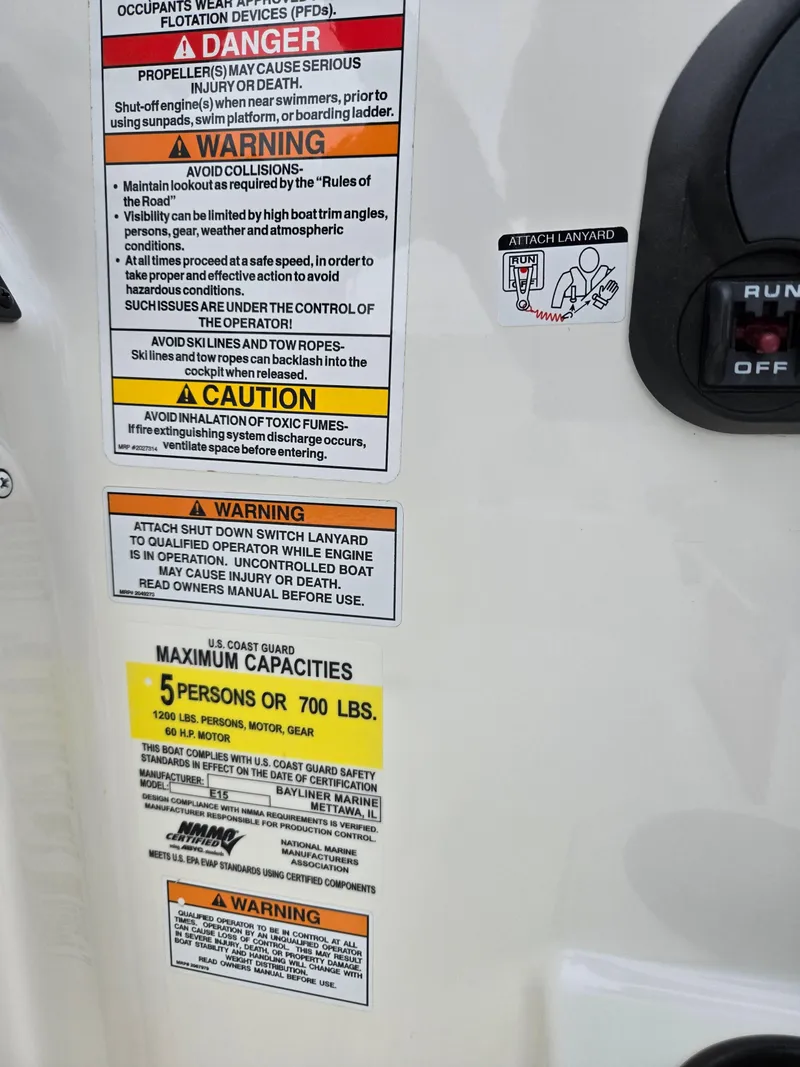 OCCUPANTS WEAR APPROVED
FLOTATION DEVICES (PFDs).
DANGER
PROPELLER(S) MAY CAUSE SERIOUS
INJURY OR DEATH.
Shut-off engine(s) when near swimmers, prior to
using sunpads, swim platform, or boarding ladder.
WARNING
AVOID COLLISIONS-
• Maintain lookout as required by the “Rules of
the Road”
• Visibility can be limited by high boat trim angles,
persons, gear, weather and atmospheric
conditions.
• At all times proceed at a safe speed, in order to
take proper and effective action to avoid
hazardous conditions.
SUCH ISSUES ARE UNDER THE CONTROL OF
THE OPERATOR!
AVOID SKI LINES AND TOW ROPES-
Ski lines and tow ropes can backlash into the
cockpit when released.
CAUTION
AVOID INHALATION OF TOXIC FUMES-
If fire extinguishing system discharge occurs,
MRP #2027314 ventilate space before entering.
ATTACH LANYARD
RUN
OFF
RUN
OFF
WARNING
ATTACH SHUT DOWN SWITCH LANYARD
TO QUALIFIED OPERATOR WHILE ENGINE
IS IN OPERATION. UNCONTROLLED BOAT
MAY CAUSE INJURY OR DEATH.
READ OWNERS MANUAL BEFORE USE.
U.S. COAST GUARD
MAXIMUM CAPACITIES
5 PERSONS OR 700 LBS.
1200 LBS. PERSONS, MOTOR, GEAR
60 H.P. MOTOR
THIS BOAT COMPLIES WITH U.S. COAST GUARD SAFETY
STANDARDS IN EFFECT ON THE DATE OF CERTIFICATION
MANUFACTURER: BAYLINER MARINE
MODEL: E15 METTAWA, IL
DESIGN COMPLIANCE WITH NMMA REQUIREMENTS IS VERIFIED.
MANUFACTURER RESPONSIBLE FOR PRODUCTION CONTROL.
NMMA
CERTIFIED
using ABYC standards
NATIONAL MARINE
MANUFACTURERS
ASSOCIATION
MEETS U.S. EPA EVAP STANDARDS USING CERTIFIED COMPONENTS
WARNING
QUALIFIED OPERATOR TO BE IN CONTROL AT ALL
TIMES. OPERATION BY AN UNQUALIFIED OPERATOR
CAN CAUSE LOSS OF CONTROL. THIS MAY RESULT
IN SEVERE INJURY, DEATH, OR PROPERTY DAMAGE.
BOAT STABILITY AND HANDLING WILL CHANGE WITH
WEIGHT DISTRIBUTION.
READ OWNERS MANUAL BEFORE USE.